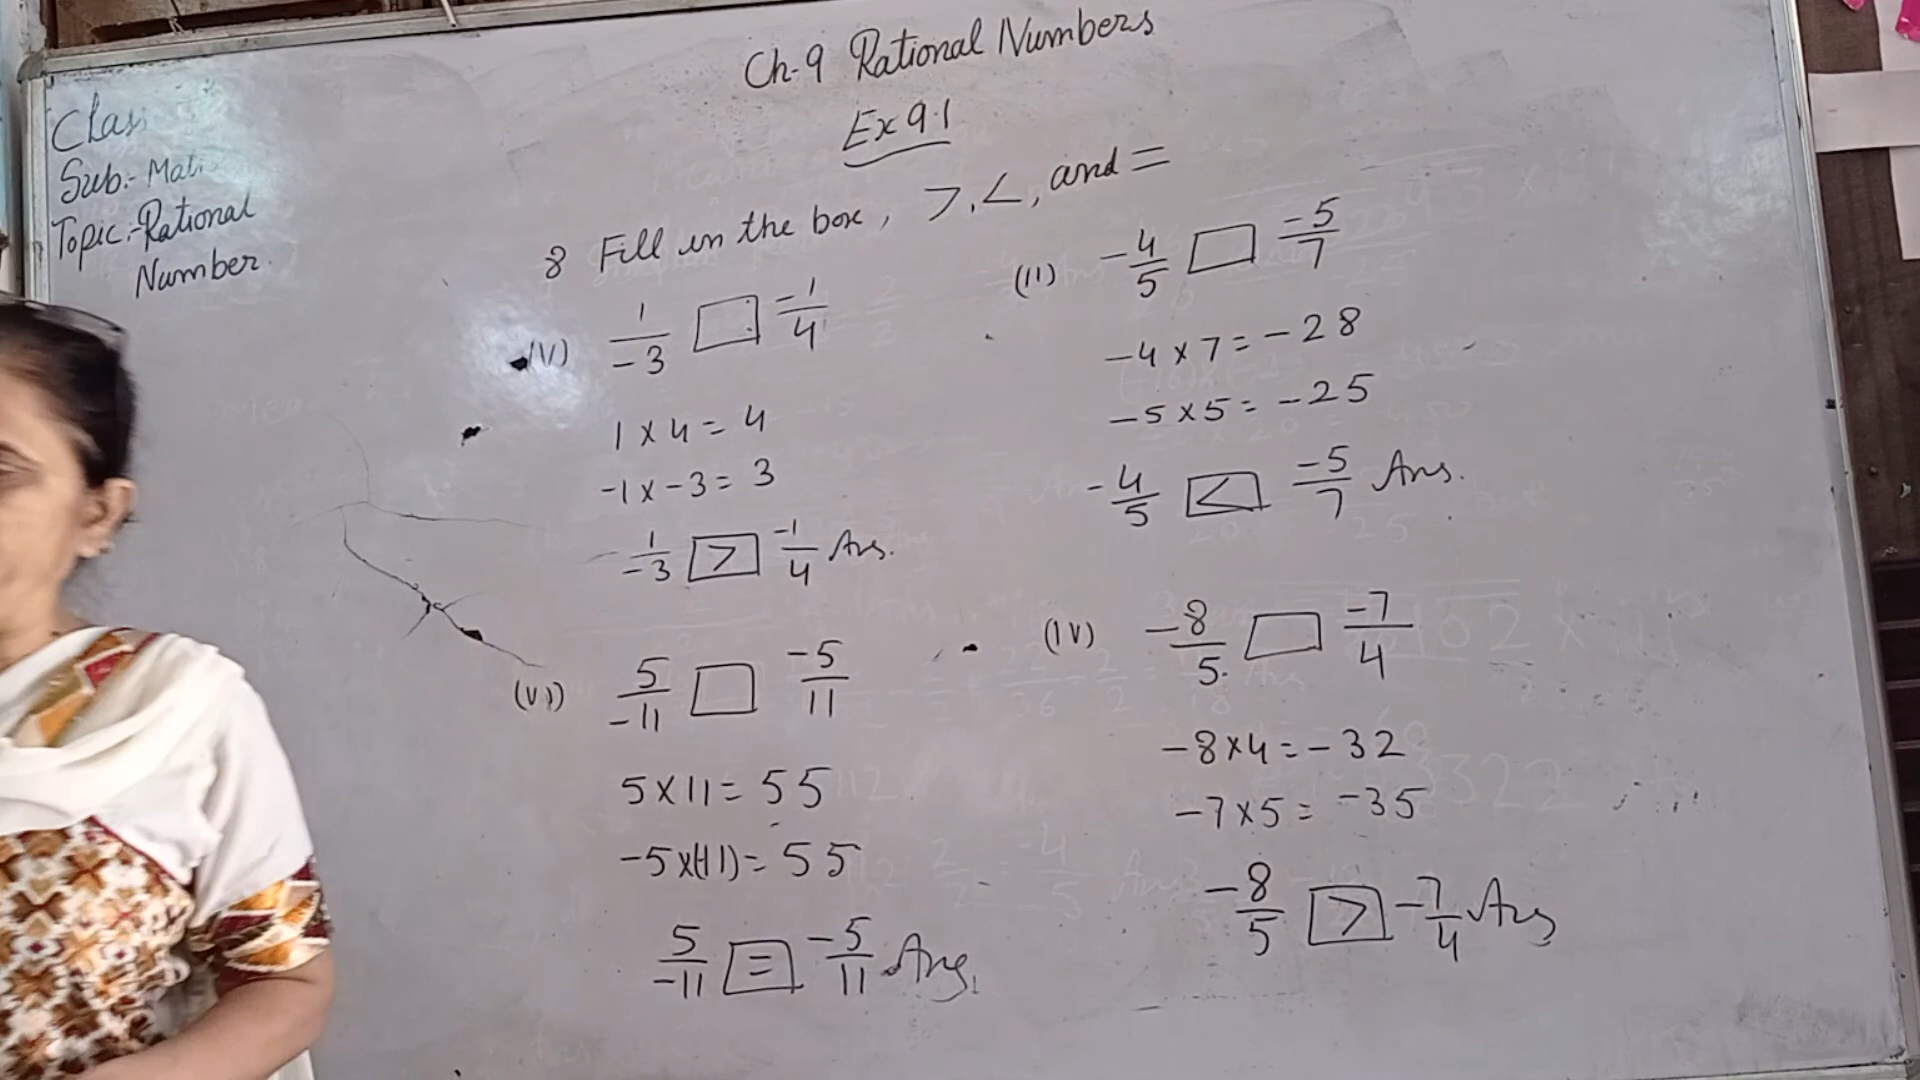 Ch-9 Rational Numbers
Ex 9.1
Clas
Sub:- Mat
Topic:-Rational
Number.
8 Fill in the box, >, <, and =
(V) 1/-3 □ -1/4
1 x 4 = 4
-1 x -3 = 3
1/-3 > -1/4 Ans.
(VI) 5/-11 □ -5/11
5 x 11 = 55
-5 x (-11) = 55
5/-11 = -5/11 Ans.
(II) -4/5 □ -5/7
-4 x 7 = -28
-5 x 5 = -25
-4/5 < -5/7 Ans.
(IV) -8/5 □ -7/4
-8 x 4 = -32
-7 x 5 = -35
-8/5 > -7/4 Ans